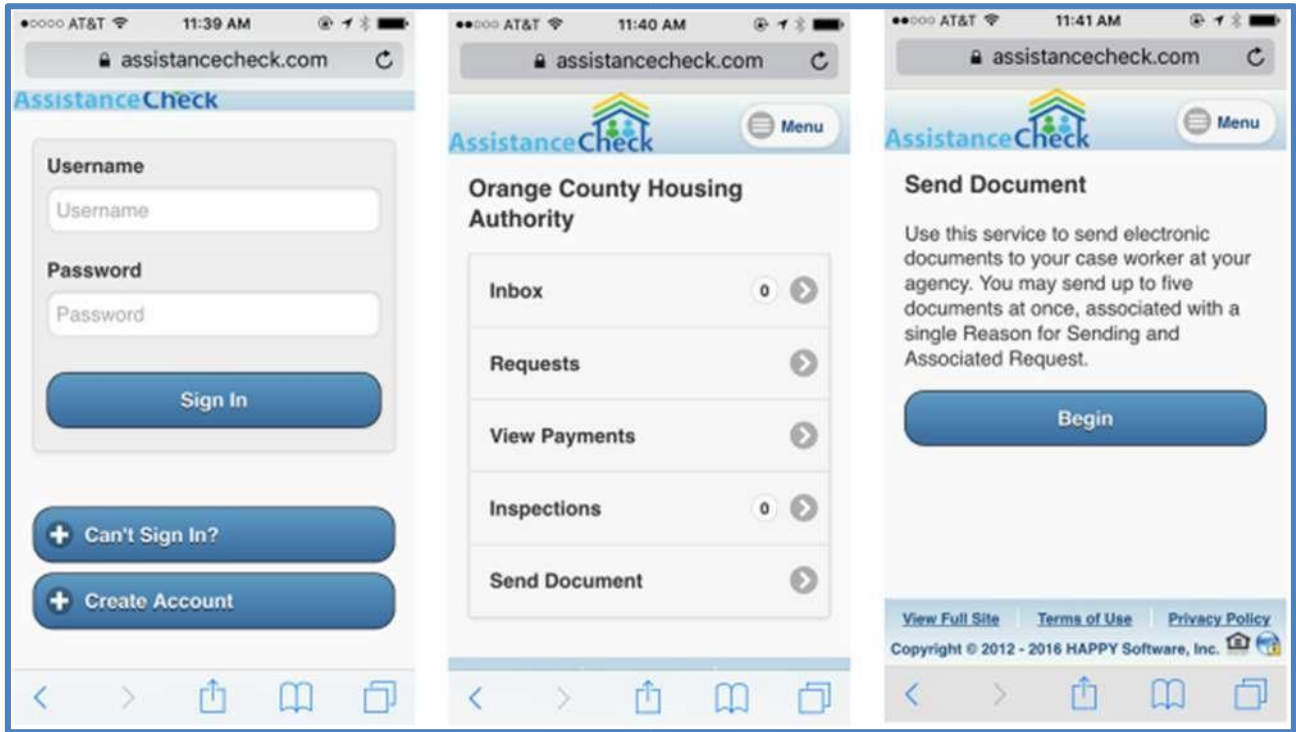 AT&T 11:39 AM
assistancecheck.com
AssistanceCheck
Username
Username
Password
Password
Sign In
Can't Sign In?
Create Account
AT&T 11:40 AM
assistancecheck.com
AssistanceCheck
Menu
Orange County Housing
Authority
Inbox 0
Requests
View Payments
Inspections 0
Send Document
AT&T 11:41 AM
assistancecheck.com
AssistanceCheck
Menu
Send Document
Use this service to send electronic
documents to your case worker at your
agency. You may send up to five
documents at once, associated with a
single Reason for Sending and
Associated Request.
Begin
View Full Site Terms of Use Privacy Policy
Copyright © 2012 - 2016 HAPPY Software, Inc.